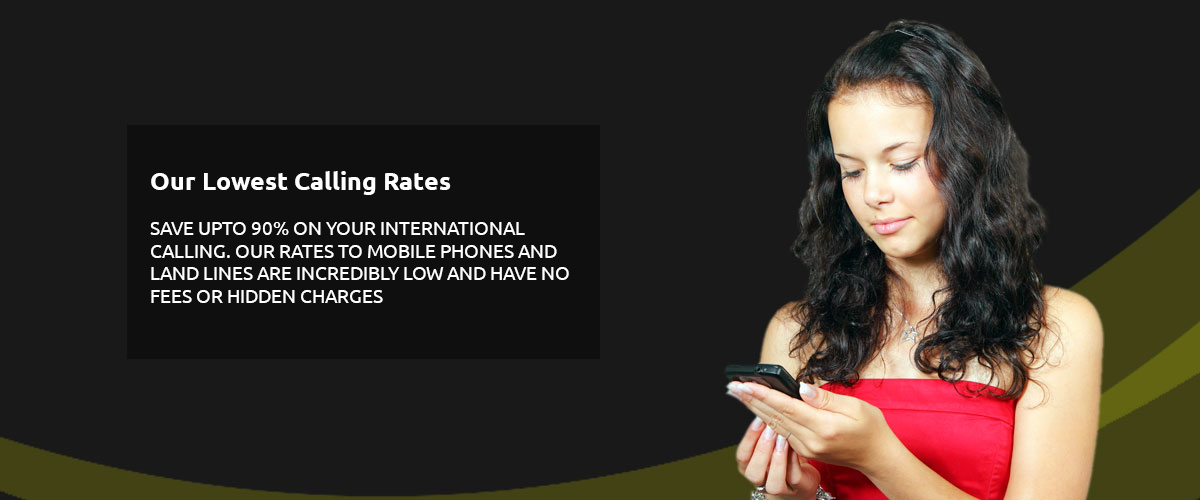 Our Lowest Calling Rates
SAVE UPTO 90% ON YOUR INTERNATIONAL
CALLING. OUR RATES TO MOBILE PHONES AND
LAND LINES ARE INCREDIBLY LOW AND HAVE NO
FEES OR HIDDEN CHARGES